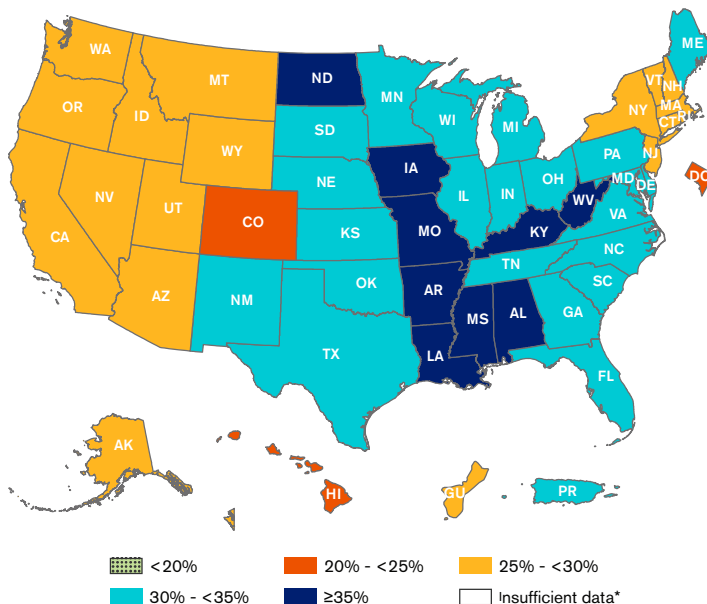 WA
ME
MT
ND
MN
VT
NH
OR
ID
MA
SD
WI
NY
CT
R
MI
WY
IA
PA
NJ
NE
OH
MD
DE
DC
NV
IL
IN
WV
UT
CO
VA
CA
KS
MO
KY
NC
TN
OK
SC
AZ
NM
AR
MS
AL
GA
TX
LA
FL
AK
HI
GU
PR
<20%
20% - <25%
25% - <30%
30% - <35%
≥35%
Insufficient data*